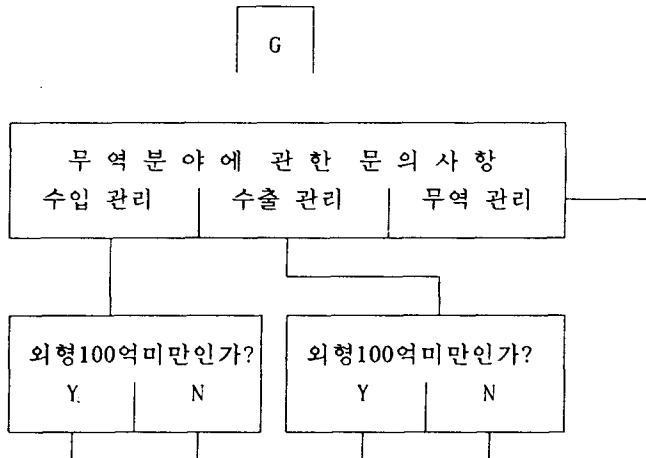 G
무역분야에 관한 문의사항
수입 관리 수출 관리 무역 관리
외형100억미만인가? 외형100억미만인가?
Y N Y N